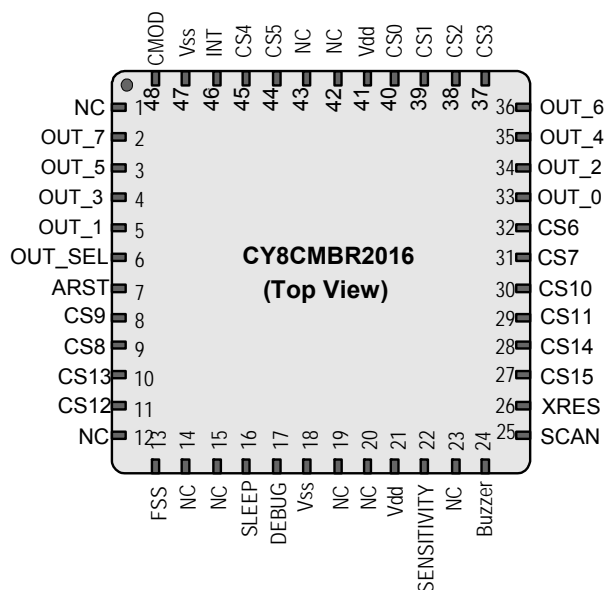 CMOD Vss INT CS4 CS5 NC NC Vdd CS0 CS1 CS2 CS3
48 47 46 45 44 43 42 41 40 39 38 37
NC 1 36 OUT_6
OUT_7 2 35 OUT_4
OUT_5 3 34 OUT_2
OUT_3 4 33 OUT_0
OUT_1 5 32 CS6
OUT_SEL 6 31 CS7
ARST 7 30 CS10
CS9 8 29 CS11
CS8 9 28 CS14
CS13 10 27 CS15
CS12 11 26 XRES
NC 12 25 SCAN
CY8CMBR2016
(Top View)
13 14 15 16 17 18 19 20 21 22 23 24
FSS NC NC SLEEP DEBUG Vss NC NC Vdd SENSITIVITY NC Buzzer